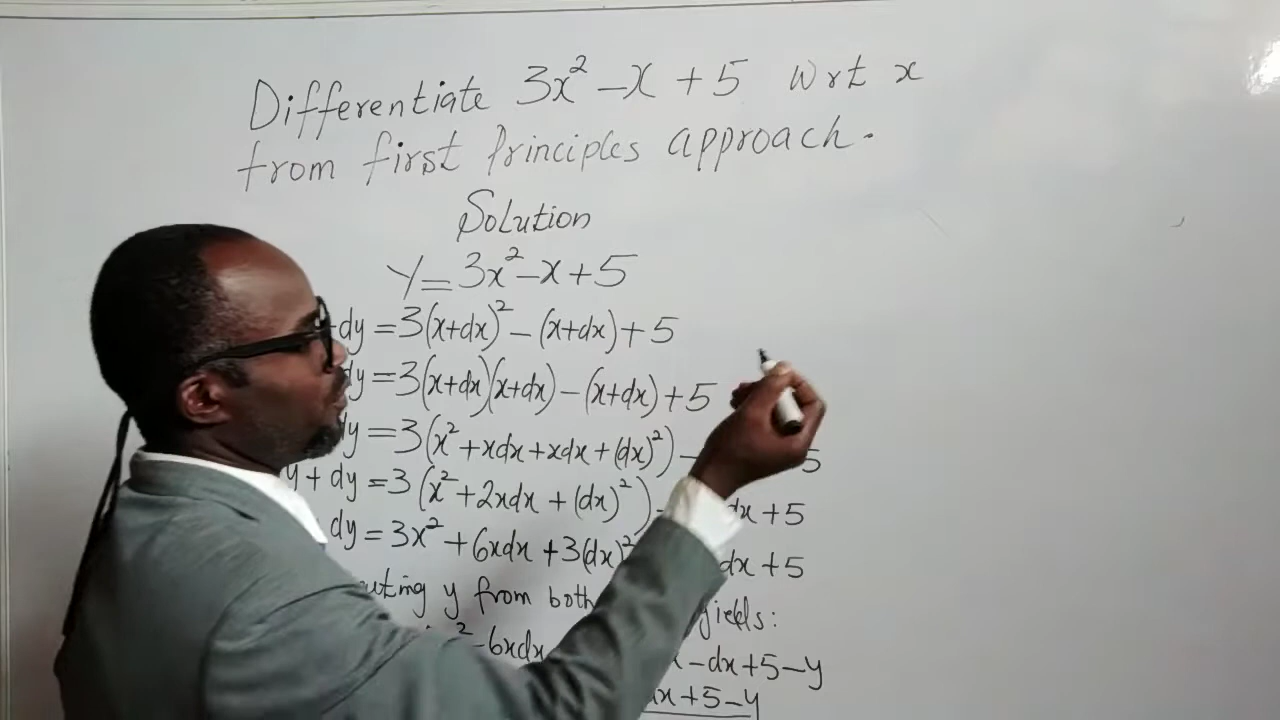 Differentiate 3x² -x +5 wrt x
from first Principles approach.
Solution
Y=3x²-x+5
dy =3(x+dx)² - (x+dx)+5
dy =3(x+dx)(x+dx) - (x+dx)+5
dy =3(x²+xdx+xdx+(dx)²) - 5
y + dy =3(x²+2xdx+(dx)²) - dx+5
dy =3x²+6xdx+3(dx)² dx+5
y from both yields:
²-6xdx -dx+5-y
+5-y